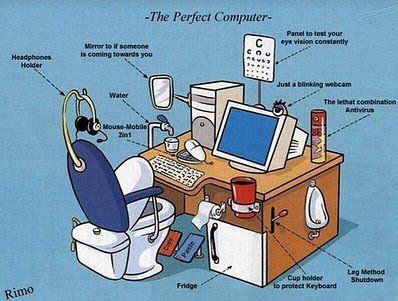 -The Perfect Computer-
Mirror to if someone
is coming towards you
Panel to test your
eye vision constantly
Headphones
Holder
Water
Just a blinking webcam
The lethat combination
Antivirus
Mouse-Mobile
2in1
Copy
Paste
Fridge
Cup holder
to protect Keyboard
Leg Method
Shutdown
Rimo